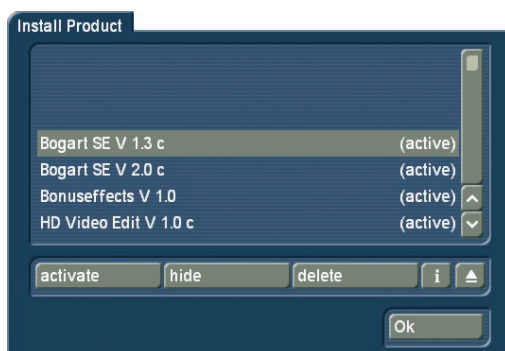 Install Product
Bogart SE V 1.3 c (active)
Bogart SE V 2.0 c (active)
Bonuseffects V 1.0 (active)
HD Video Edit V 1.0 c (active)
activate hide delete i
Ok